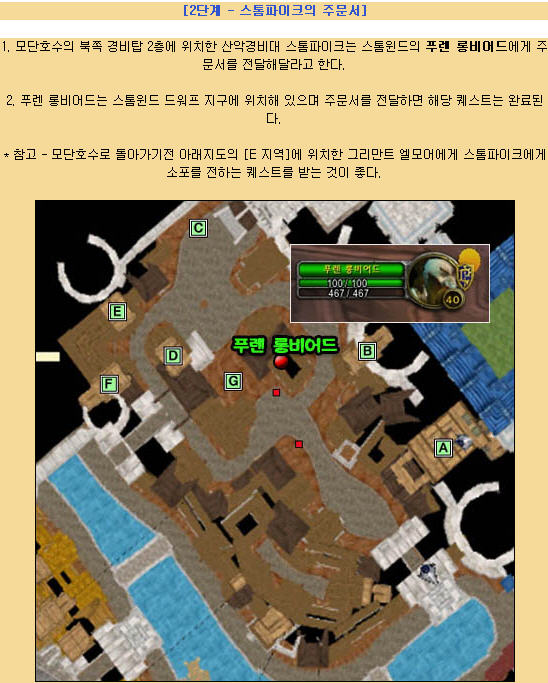 [2단계 - 스톰파이크의 주문서]
1. 모단호수의 북쪽 경비탑 2층에 위치한 산악경비대 스톰파이크는 스톰윈드의 푸렌 롱비어드에게 주
문서를 전달해달라고 한다.
2. 푸렌 롱비어드는 스톰윈드 드워프 지구에 위치해 있으며 주문서를 전달하면 해당 퀘스트는 완료된
다.
* 참고 - 모단호수로 돌아가기전 아래지도의 [E 지역]에 위치한 그리만트 엘모어에게 스톰파이크에게
소포를 전하는 퀘스트를 받는 것이 좋다.
C
푸렌 롱비어드
100 / 100
467 / 467
40
E
푸렌 롱비어드
B
D
G
F
A